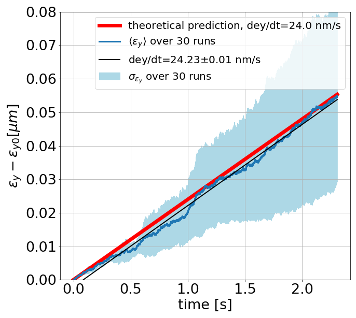 theoretical prediction, dey/dt=24.0 nm/s
⟨εy⟩ over 30 runs
dey/dt=24.23±0.01 nm/s
σεy over 30 runs
0.08
0.07
0.06
0.05
0.04
0.03
0.02
0.01
0.00
εy − εy0[μm]
0.0 0.5 1.0 1.5 2.0
time [s]